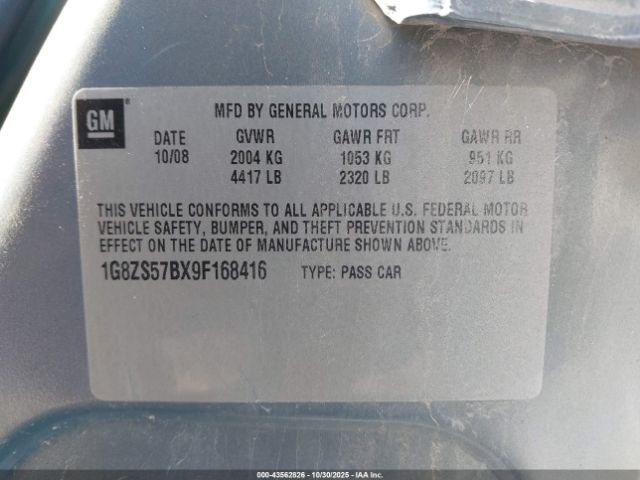 GM
MFD BY GENERAL MOTORS CORP.
DATE GVWR GAWR FRT GAWR RR
10/08 2004 KG 1053 KG 951 KG
4417 LB 2320 LB 2097 LB
THIS VEHICLE CONFORMS TO ALL APPLICABLE U.S. FEDERAL MOTOR
VEHICLE SAFETY, BUMPER, AND THEFT PREVENTION STANDARDS IN
EFFECT ON THE DATE OF MANUFACTURE SHOWN ABOVE.
1G8ZS57BX9F168416 TYPE: PASS CAR
000-43562826 • 10/30/2025 • IAA, Inc.